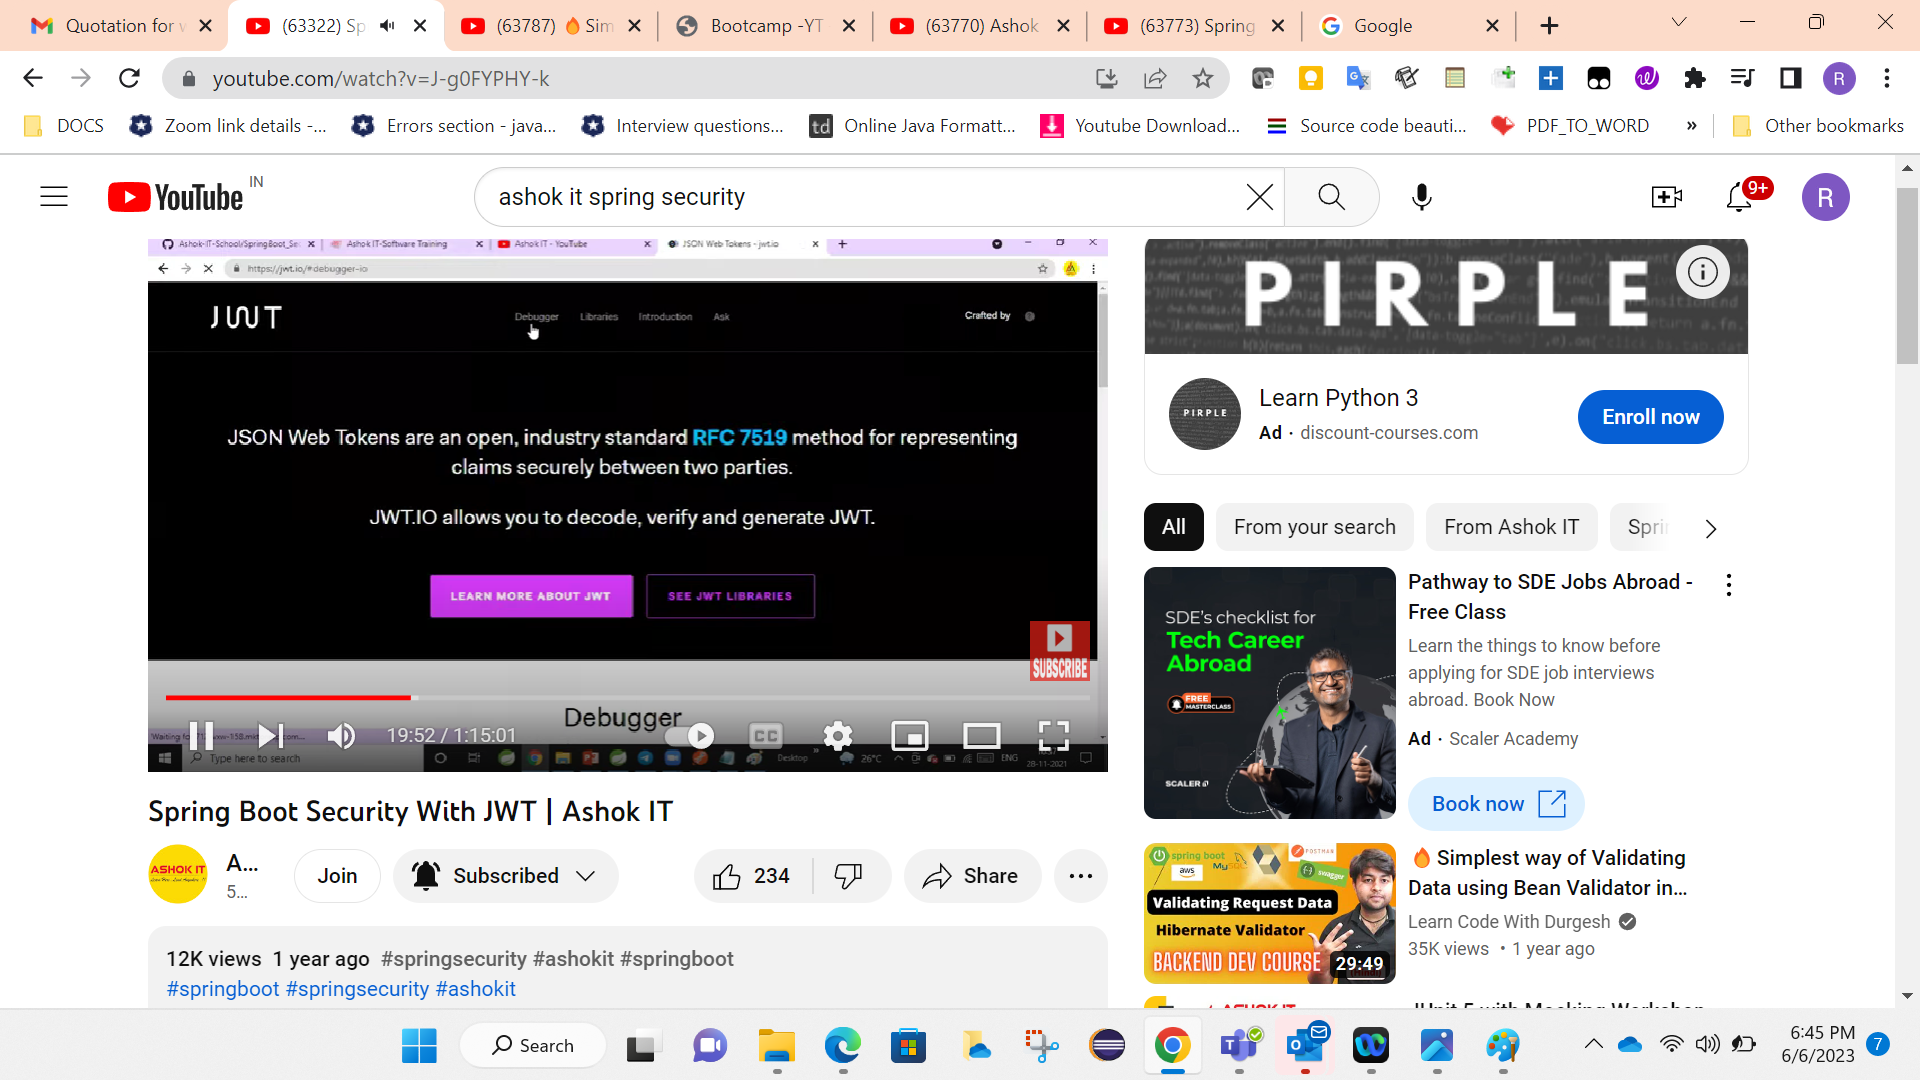 Quotation for w
(63322) Sp
(63787) 🔥 Sim
Bootcamp -YT
(63770) Ashok
(63773) Spring
Google
youtube.com/watch?v=J-g0FYPHY-k
R
DOCS
Zoom link details -...
Errors section - java...
Interview questions...
td
Online Java Formatt...
Youtube Download...
Source code beauti...
PDF_TO_WORD
»
Other bookmarks
YouTube
IN
ashok it spring security
9+
R
Ashok-IT-School/SpringBoot_Se
Ashok IT-Software Training
Ashok IT - YouTube
JSON Web Tokens - jwt.io
https://jwt.io/#debugger-io
JWT
Debugger
Libraries
Introduction
Ask
Crafted by
JSON Web Tokens are an open, industry standard RFC 7519 method for representing
claims securely between two parties.
JWT.IO allows you to decode, verify and generate JWT.
LEARN MORE ABOUT JWT
SEE JWT LIBRARIES
SUBSCRIBE
Debugger
19:52 / 1:15:01
CC
Type here to search
Desktop
26°C
ENG
28-11-2021
Spring Boot Security With JWT | Ashok IT
ASHOK IT
A...
5...
Join
Subscribed
234
Share
12K views 1 year ago #springsecurity #ashokit #springboot
#springboot #springsecurity #ashokit
PIRPLE
PIRPLE
Learn Python 3
Ad · discount-courses.com
Enroll now
All
From your search
From Ashok IT
Spri
SDE's checklist for
Tech Career
Abroad
FREE
MASTERCLASS
SCALER
Pathway to SDE Jobs Abroad -
Free Class
Learn the things to know before
applying for SDE job interviews
abroad. Book Now
Ad · Scaler Academy
Book now
spring boot
MySQL
POSTMAN
aws
swagger
Validating Request Data
Hibernate Validator
BACKEND DEV COURSE
29:49
🔥 Simplest way of Validating
Data using Bean Validator in...
Learn Code With Durgesh
35K views • 1 year ago
JUnit 5 with Mocking Workshop
Search
6:45 PM
6/6/2023
7